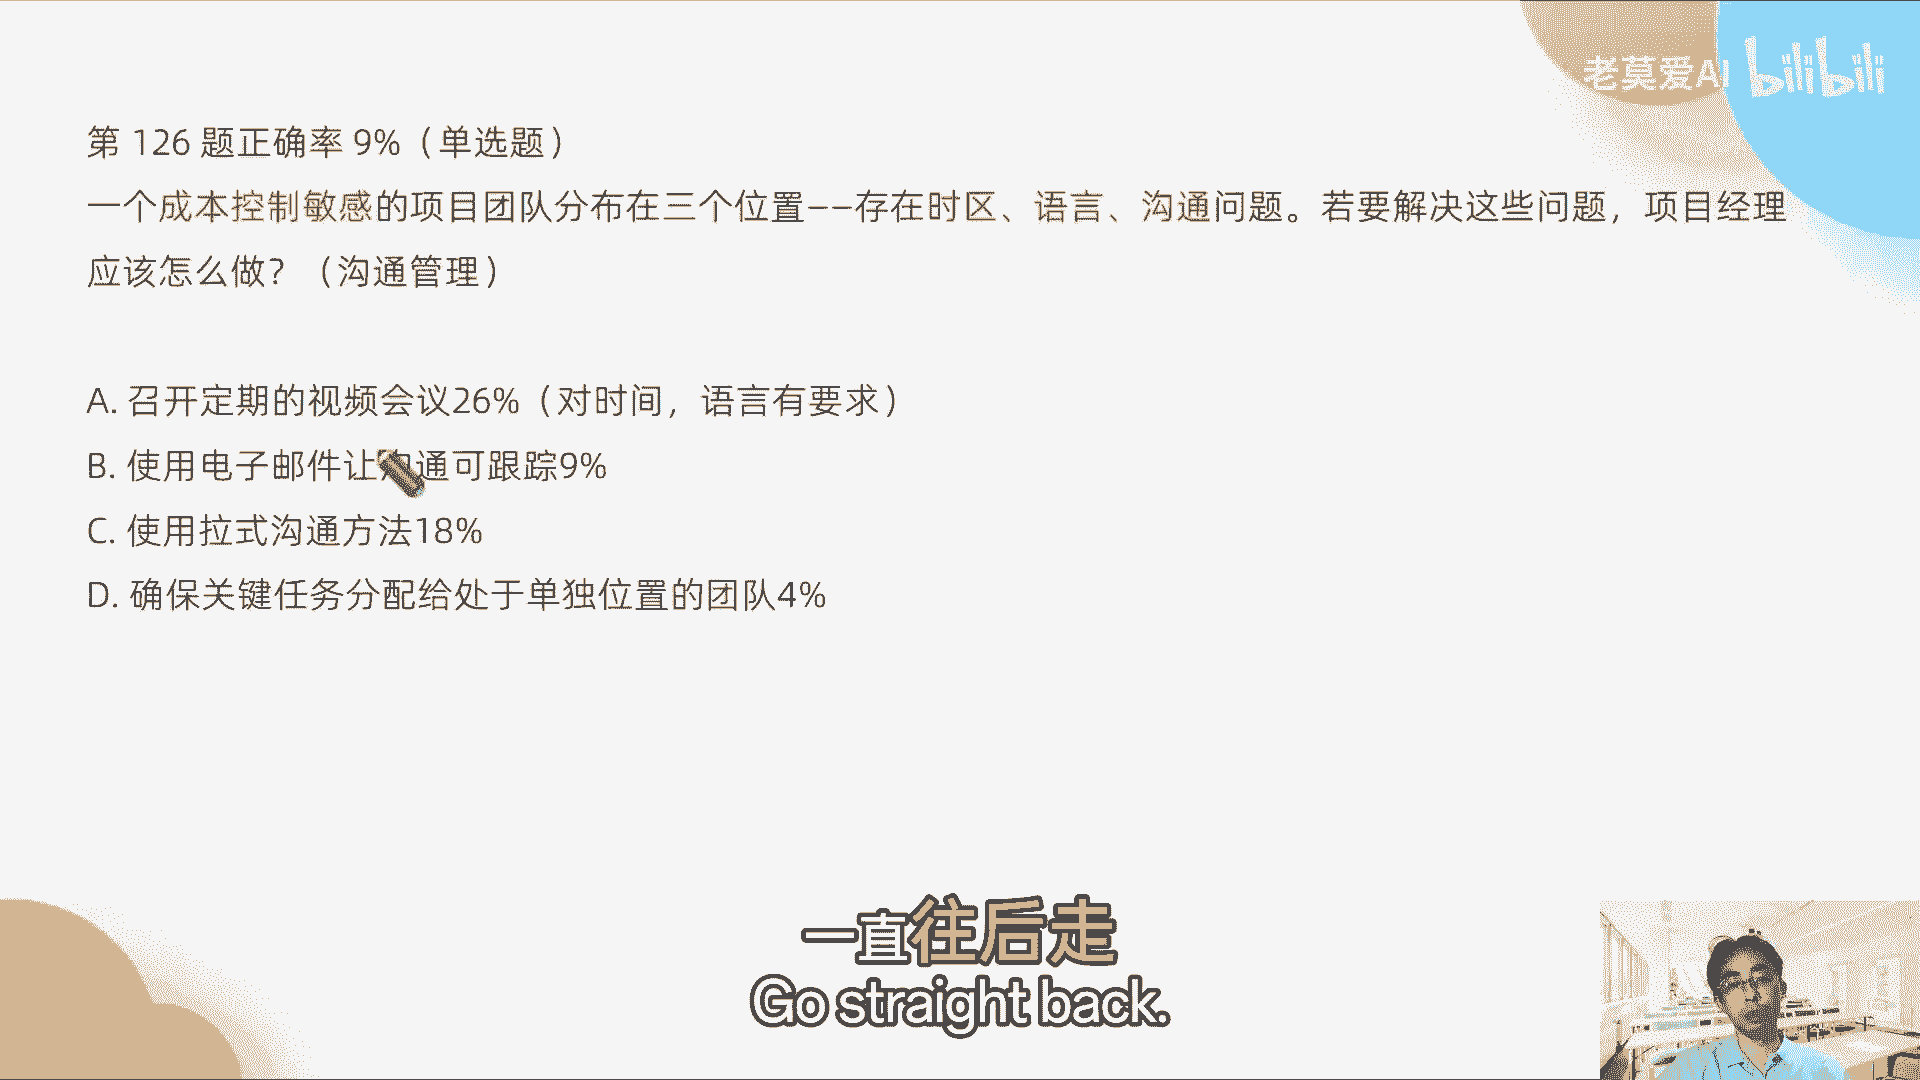 老莫爱AI bilibili
第 126 题正确率 9%（单选题）
一个成本控制敏感的项目团队分布在三个位置——存在时区、语言、沟通问题。若要解决这些问题，项目经理
应该怎么做？（沟通管理）
A. 召开定期的视频会议26%（对时间，语言有要求）
B. 使用电子邮件让沟通可跟踪9%
C. 使用拉式沟通方法18%
D. 确保关键任务分配给处于单独位置的团队4%
一直往后走
Go straight back.